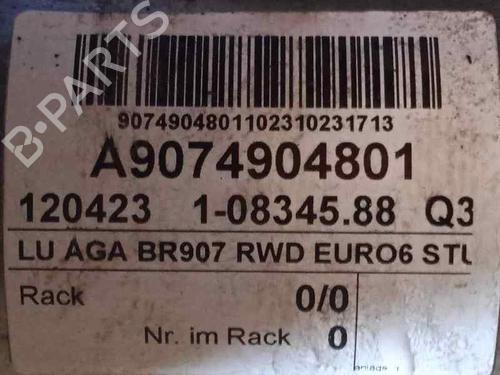 B-PARTS
9074904801102310231713
A9074904801
120423 1-08345.88 Q3
LU AGA BR907 RWD EURO6 STU
Rack 0/0
Nr. im Rack 0